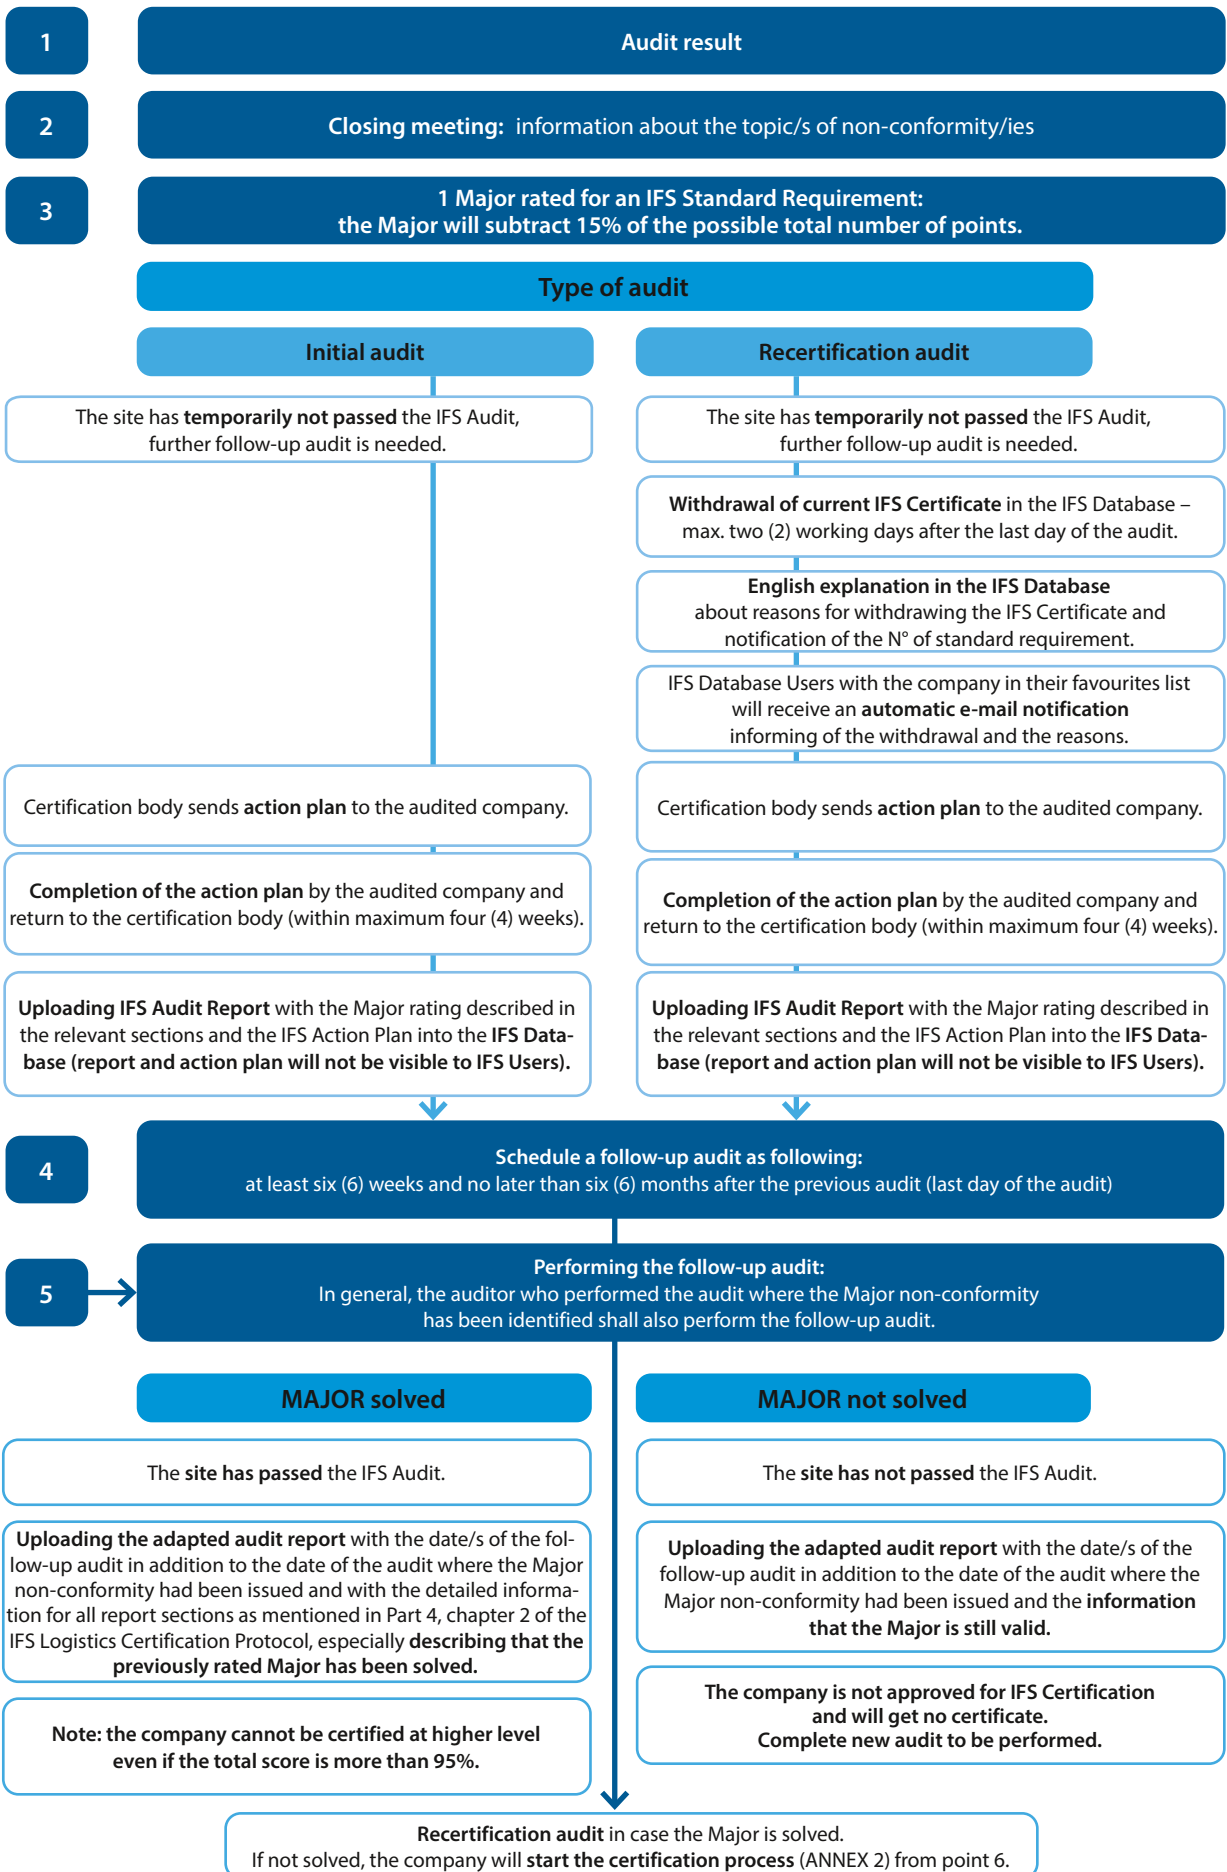 1
Audit result
2
Closing meeting: information about the topic/s of non-conformity/ies
3
1 Major rated for an IFS Standard Requirement:
the Major will subtract 15% of the possible total number of points.
Type of audit
Initial audit
The site has temporarily not passed the IFS Audit,
further follow-up audit is needed.
Certification body sends action plan to the audited company.
Completion of the action plan by the audited company and
return to the certification body (within maximum four (4) weeks).
Uploading IFS Audit Report with the Major rating described in
the relevant sections and the IFS Action Plan into the IFS Data-
base (report and action plan will not be visible to IFS Users).
Recertification audit
The site has temporarily not passed the IFS Audit,
further follow-up audit is needed.
Withdrawal of current IFS Certificate in the IFS Database –
max. two (2) working days after the last day of the audit.
English explanation in the IFS Database
about reasons for withdrawing the IFS Certificate and
notification of the N° of standard requirement.
IFS Database Users with the company in their favourites list
will receive an automatic e-mail notification
informing of the withdrawal and the reasons.
Certification body sends action plan to the audited company.
Completion of the action plan by the audited company and
return to the certification body (within maximum four (4) weeks).
Uploading IFS Audit Report with the Major rating described in
the relevant sections and the IFS Action Plan into the IFS Data-
base (report and action plan will not be visible to IFS Users).
4
Schedule a follow-up audit as following:
at least six (6) weeks and no later than six (6) months after the previous audit (last day of the audit)
5
Performing the follow-up audit:
In general, the auditor who performed the audit where the Major non-conformity
has been identified shall also perform the follow-up audit.
MAJOR solved
The site has passed the IFS Audit.
Uploading the adapted audit report with the date/s of the fol-
low-up audit in addition to the date of the audit where the Major
non-conformity had been issued and with the detailed informa-
tion for all report sections as mentioned in Part 4, chapter 2 of the
IFS Logistics Certification Protocol, especially describing that the
previously rated Major has been solved.
Note: the company cannot be certified at higher level
even if the total score is more than 95%.
MAJOR not solved
The site has not passed the IFS Audit.
Uploading the adapted audit report with the date/s of the
follow-up audit in addition to the date of the audit where the
Major non-conformity had been issued and the information
that the Major is still valid.
The company is not approved for IFS Certification
and will get no certificate.
Complete new audit to be performed.
Recertification audit in case the Major is solved.
If not solved, the company will start the certification process (ANNEX 2) from point 6.